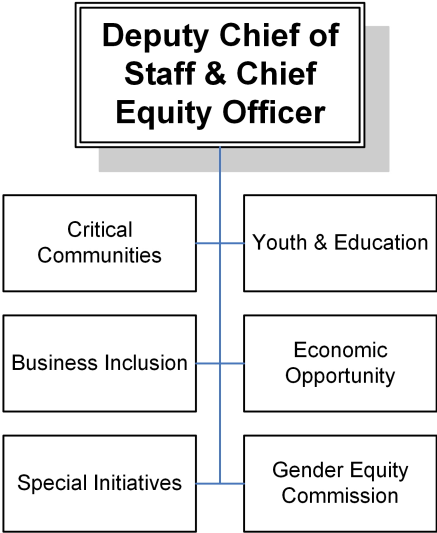 Deputy Chief of
Staff & Chief
Equity Officer
Critical
Communities
Youth & Education
Business Inclusion
Economic
Opportunity
Special Initiatives
Gender Equity
Commission